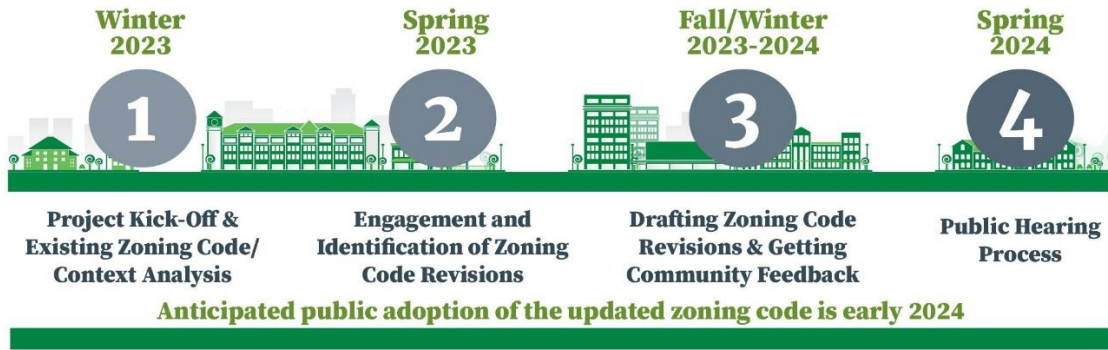 Winter
2023
1
Project Kick-Off &
Existing Zoning Code/
Context Analysis
Spring
2023
2
Engagement and
Identification of Zoning
Code Revisions
Fall/Winter
2023-2024
3
Drafting Zoning Code
Revisions & Getting
Community Feedback
Spring
2024
4
Public Hearing
Process
Anticipated public adoption of the updated zoning code is early 2024